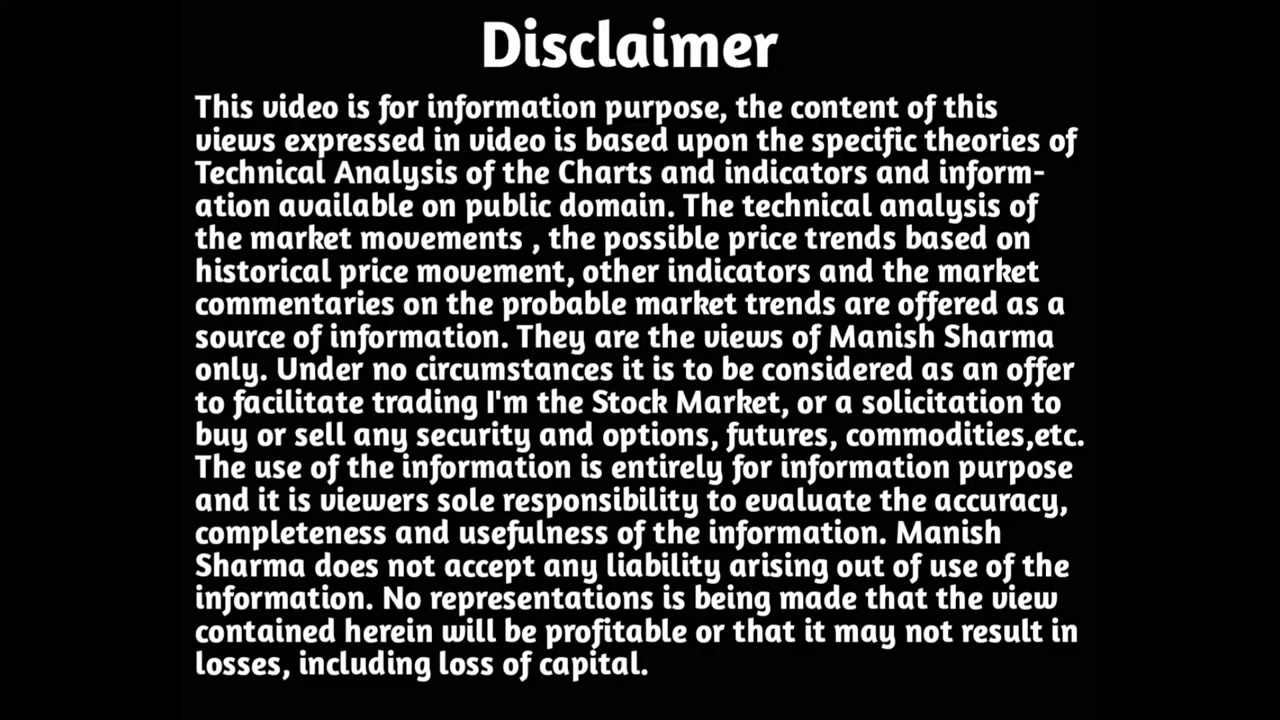 Disclaimer
This video is for information purpose, the content of this
views expressed in video is based upon the specific theories of
Technical Analysis of the Charts and indicators and inform-
ation available on public domain. The technical analysis of
the market movements , the possible price trends based on
historical price movement, other indicators and the market
commentaries on the probable market trends are offered as a
source of information. They are the views of Manish Sharma
only. Under no circumstances it is to be considered as an offer
to facilitate trading I'm the Stock Market, or a solicitation to
buy or sell any security and options, futures, commodities,etc.
The use of the information is entirely for information purpose
and it is viewers sole responsibility to evaluate the accuracy,
completeness and usefulness of the information. Manish
Sharma does not accept any liability arising out of use of the
information. No representations is being made that the view
contained herein will be profitable or that it may not result in
losses, including loss of capital.